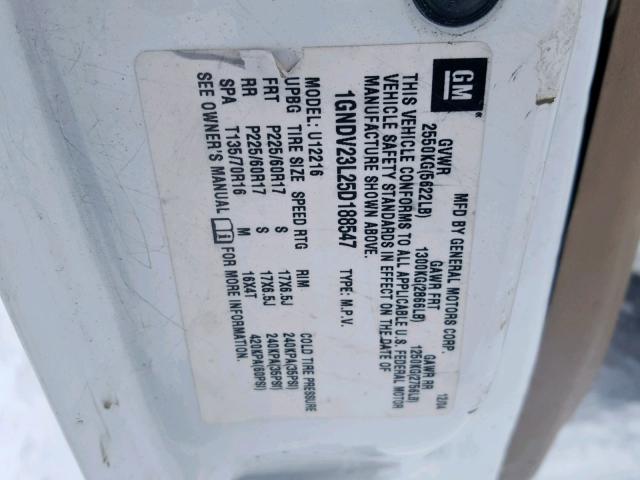 GM
MFD BY GENERAL MOTORS CORP. 12/04
GVWR GAWR FRT GAWR RR
2550KG(5622LB) 1300KG(2866LB) 1250KG(2756LB)
THIS VEHICLE CONFORMS TO ALL APPLICABLE U.S. FEDERAL MOTOR
VEHICLE SAFETY STANDARDS IN EFFECT ON THE DATE OF
MANUFACTURE SHOWN ABOVE.
1GNDV23L25D188547 TYPE: M.P.V.
MODEL: U12216
UPBG TIRE SIZE SPEED RTG RIM COLD TIRE PRESSURE
FRT P225/60R17 S 17X6.5J 240KPA(35PSI)
RR P225/60R17 S 17X6.5J 240KPA(35PSI)
SPA T135/70R16 M 16X4T 420KPA(60PSI)
SEE OWNER'S MANUAL FOR MORE INFORMATION.